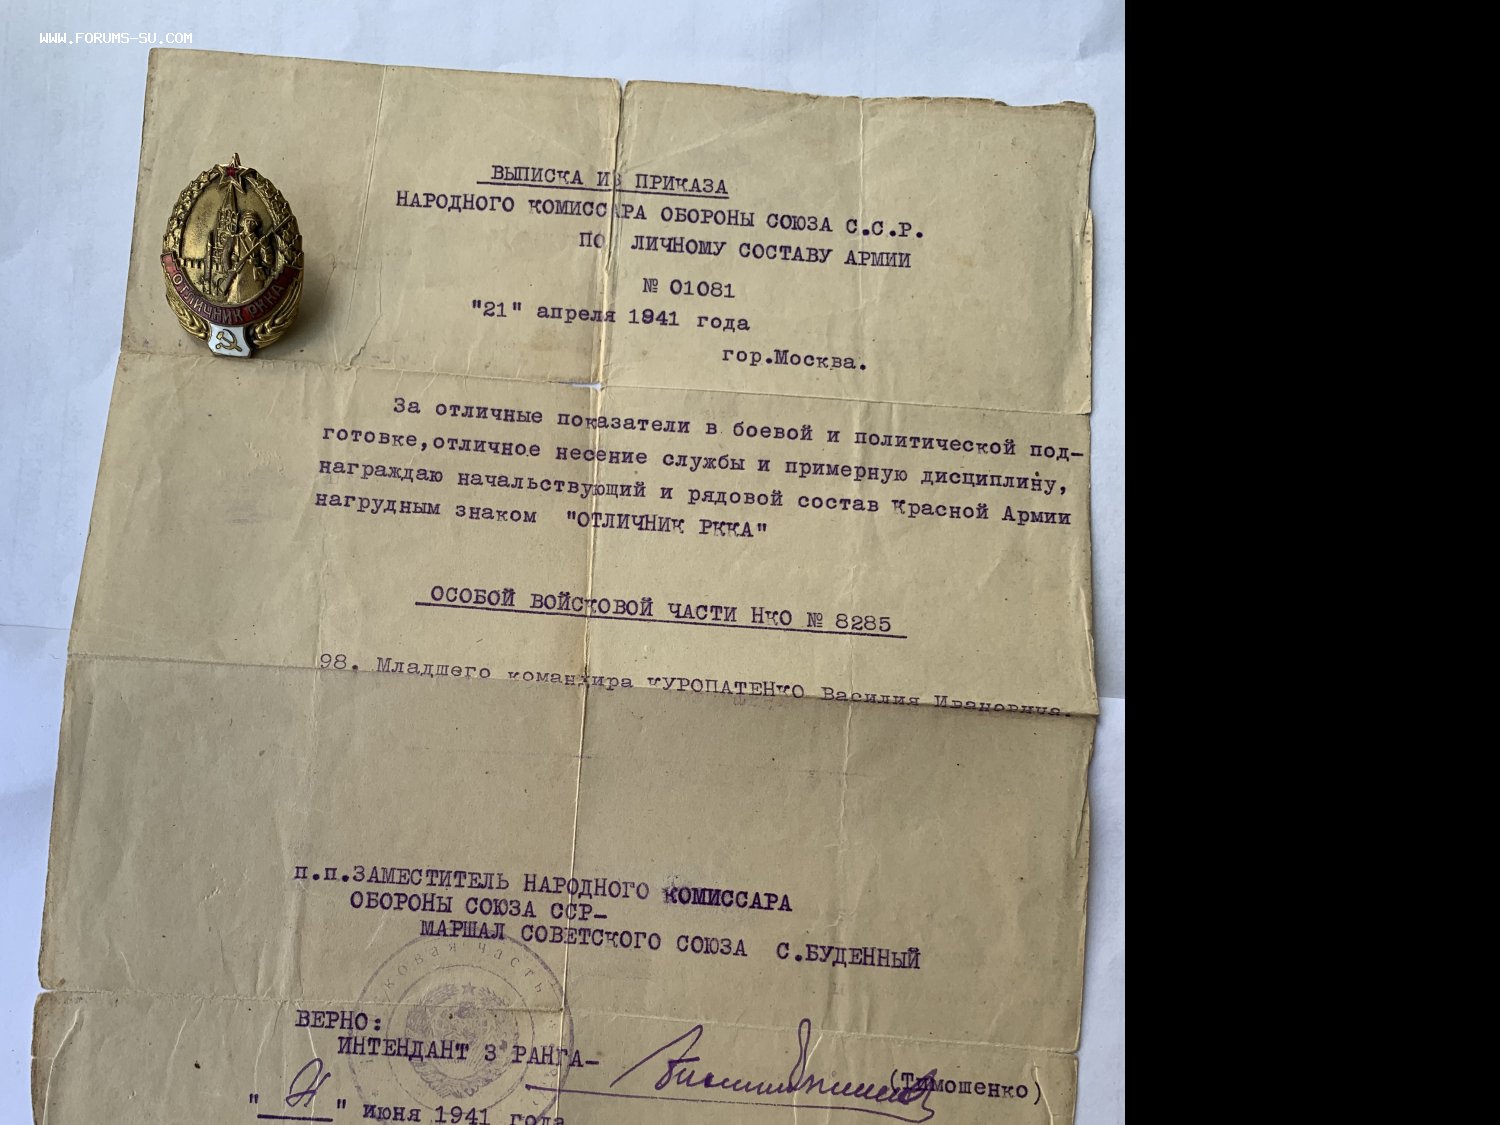 WWW.FORUMS-SU.COM
ВЫПИСКА ИЗ ПРИКАЗА
НАРОДНОГО КОМИССАРА ОБОРОНЫ СОЮЗА С.С.Р.
ПО ЛИЧНОМУ СОСТАВУ АРМИИ
№ 01081
"21" апреля 1941 года
гор.Москва.
ОТЛИЧНИК РККА
За отличные показатели в боевой и политической под-
готовке,отличное несение службы и примерную дисциплину,
награждаю начальствующий и рядовой состав Красной Армии
нагрудным знаком "ОТЛИЧНИК РККА"
ОСОБОЙ ВОЙСКОВОЙ ЧАСТИ НКО № 8285
98. Младшего командира КУРОПАТЕНКО Василия Ивановича.
п.п.ЗАМЕСТИТЕЛЬ НАРОДНОГО КОМИССАРА
ОБОРОНЫ СОЮЗА ССР-
МАРШАЛ СОВЕТСКОГО СОЮЗА С.БУДЕННЫЙ
часть
ВЕРНО:
ИНТЕНДАНТ 3 РАНГА-
(Тимошенко)
" " июня 1941 года